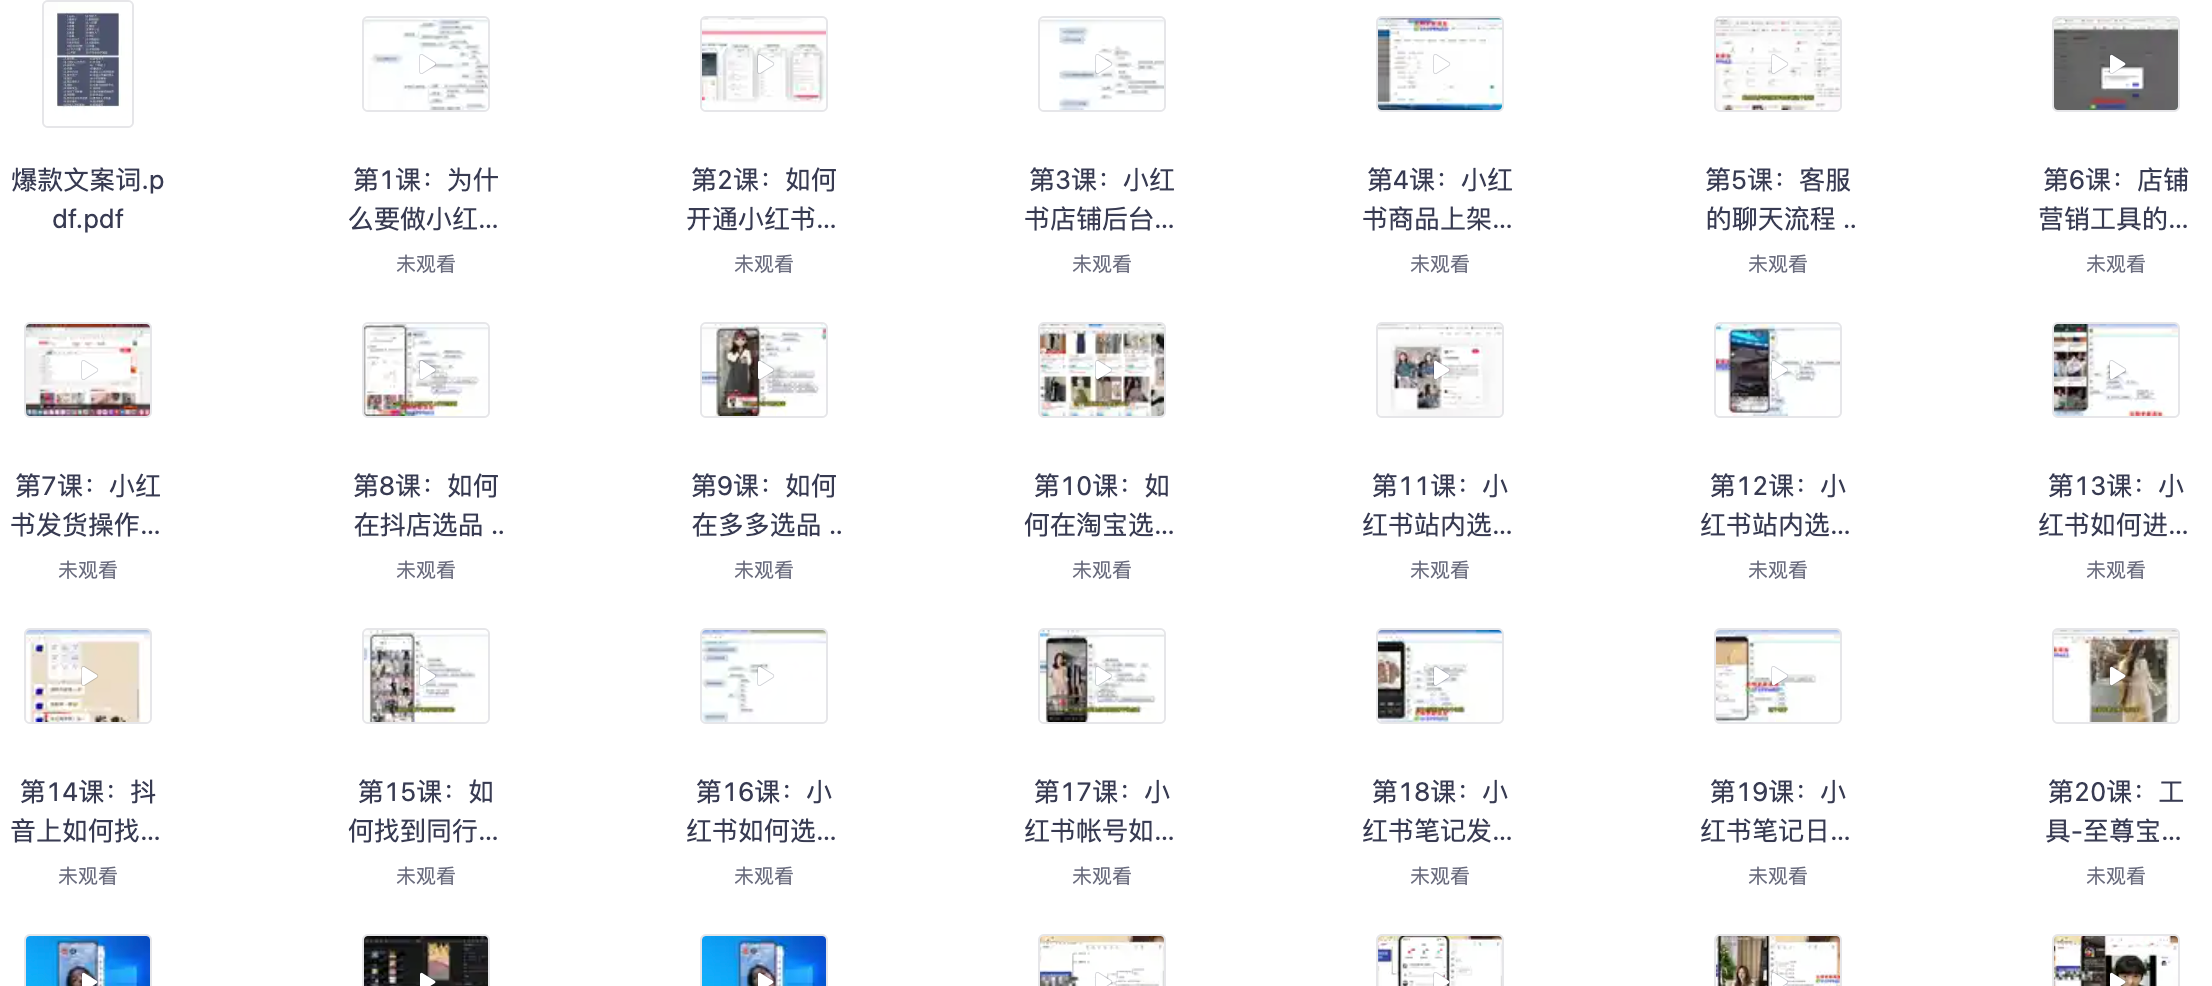 爆款文案词.p
df.pdf
第1课：为什
么要做小红...
未观看
第2课：如何
开通小红书...
未观看
第3课：小红
书店铺后台...
未观看
第4课：小红
书商品上架...
未观看
第5课：客服
的聊天流程 ..
未观看
第6课：店铺
营销工具的...
未观看
第7课：小红
书发货操作...
未观看
第8课：如何
在抖店选品 ..
未观看
第9课：如何
在多多选品 ..
未观看
第10课：如
何在淘宝选...
未观看
第11课：小
红书站内选...
未观看
第12课：小
红书站内选...
未观看
第13课：小
红书如何进...
未观看
第14课：抖
音上如何找...
未观看
第15课：如
何找到同行...
未观看
第16课：小
红书如何选...
未观看
第17课：小
红书帐号如...
未观看
第18课：小
红书笔记发...
未观看
第19课：小
红书笔记日...
未观看
第20课：工
具-至尊宝...
未观看